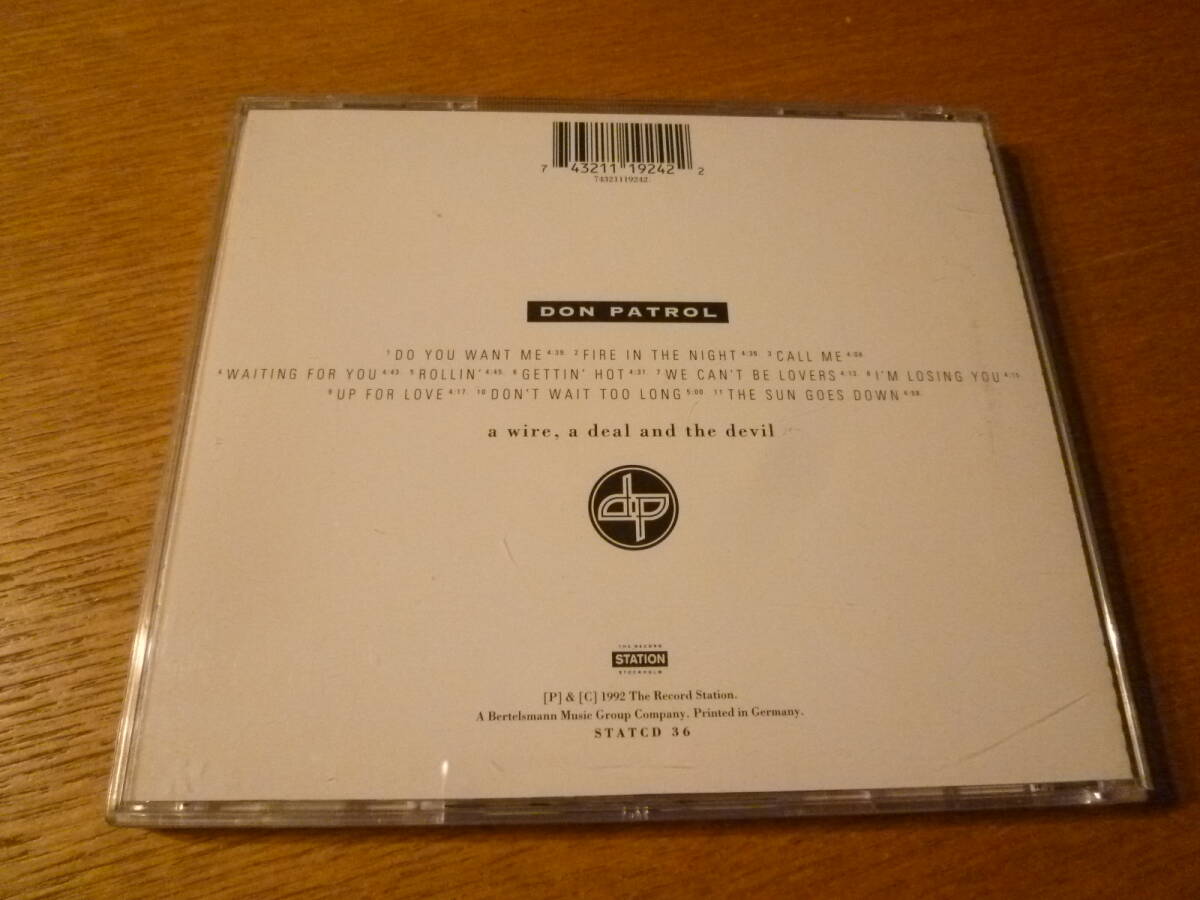 7 43211 19242 2
74321119242
DON PATROL
1 DO YOU WANT ME 4:39. 2 FIRE IN THE NIGHT 4:39. 3 CALL ME 4:08.
4 WAITING FOR YOU 4:43. 5 ROLLIN' 4:45. 6 GETTIN' HOT 4:31. 7 WE CAN'T BE LOVERS 4:13. 8 I'M LOSING YOU 4:15.
9 UP FOR LOVE 4:17. 10 DON'T WAIT TOO LONG 5:00. 11 THE SUN GOES DOWN
a wire, a deal and the devil
dp
THE RECORD
STATION
STOCKHOLM
[P] & [C] 1992 The Record Station.
A Bertelsmann Music Group Company. Printed in Germany.
STATCD 36